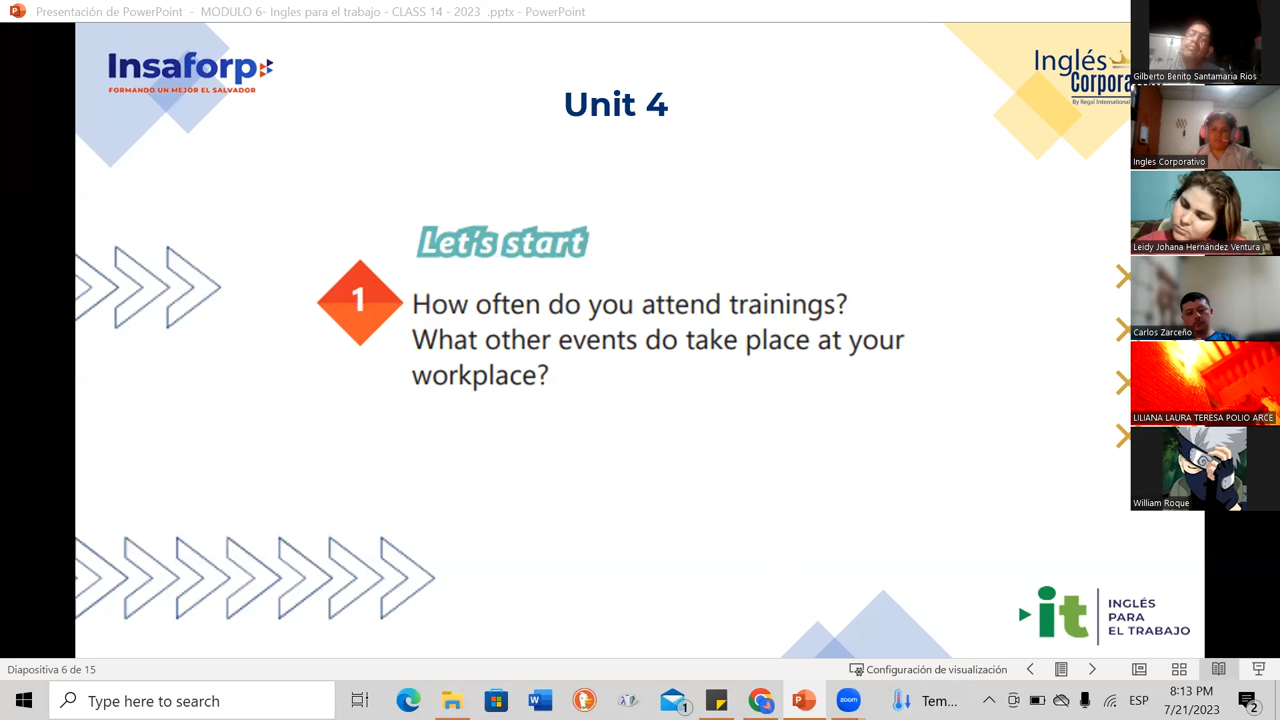 Presentación de PowerPoint - MODULO 6- Ingles para el trabajo - CLASS 14 - 2023 .pptx - PowerPoint
Insaforp
FORMANDO UN MEJOR EL SALVADOR
Unit 4
Inglés
Corpora
By Regal International
Let's start
1
How often do you attend trainings?
What other events do take place at your
workplace?
Gilberto Benito Santamaria Rios
Ingles Corporativo
Leidy Johana Hernández Ventura
Carlos Zarceño
LILIANA LAURA TERESA POLIO ARCE
William Roque
it
INGLÉS
PARA
EL TRABAJO
Diapositiva 6 de 15
Configuración de visualización
Type here to search
1
zoom
Tem...
ESP
8:13 PM
7/21/2023
2